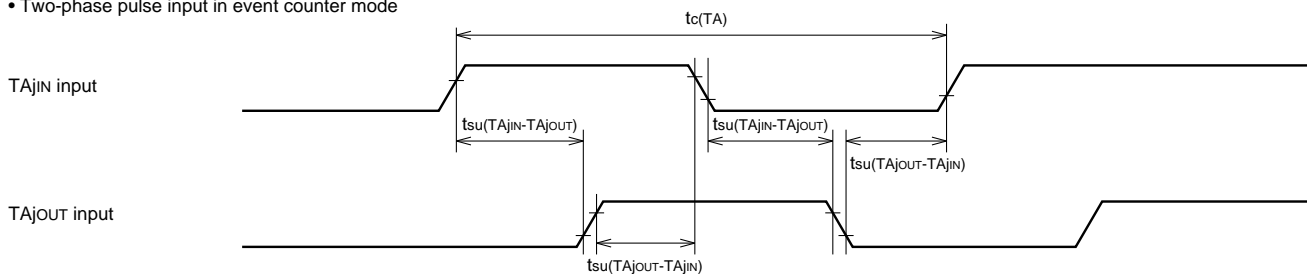 • Two-phase pulse input in event counter mode
tc(TA)
TAjIN input
tsu(TAjIN-TAjOUT)
tsu(TAjIN-TAjOUT)
tsu(TAjOUT-TAjIN)
TAjOUT input
tsu(TAjOUT-TAjIN)